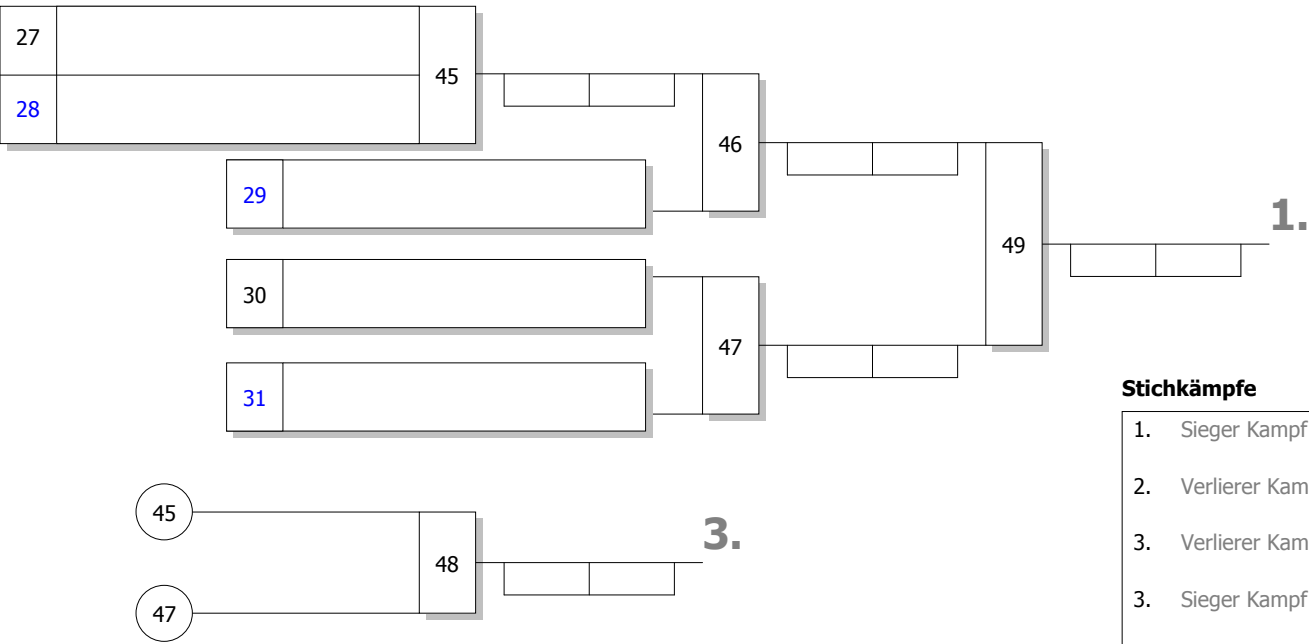 27
45
28
46
29
1.
49
30
47
31
Stichkämpfe
1. Sieger Kampf
2. Verlierer Kam
3. Verlierer Kam
3. Sieger Kampf
45
3.
48
47